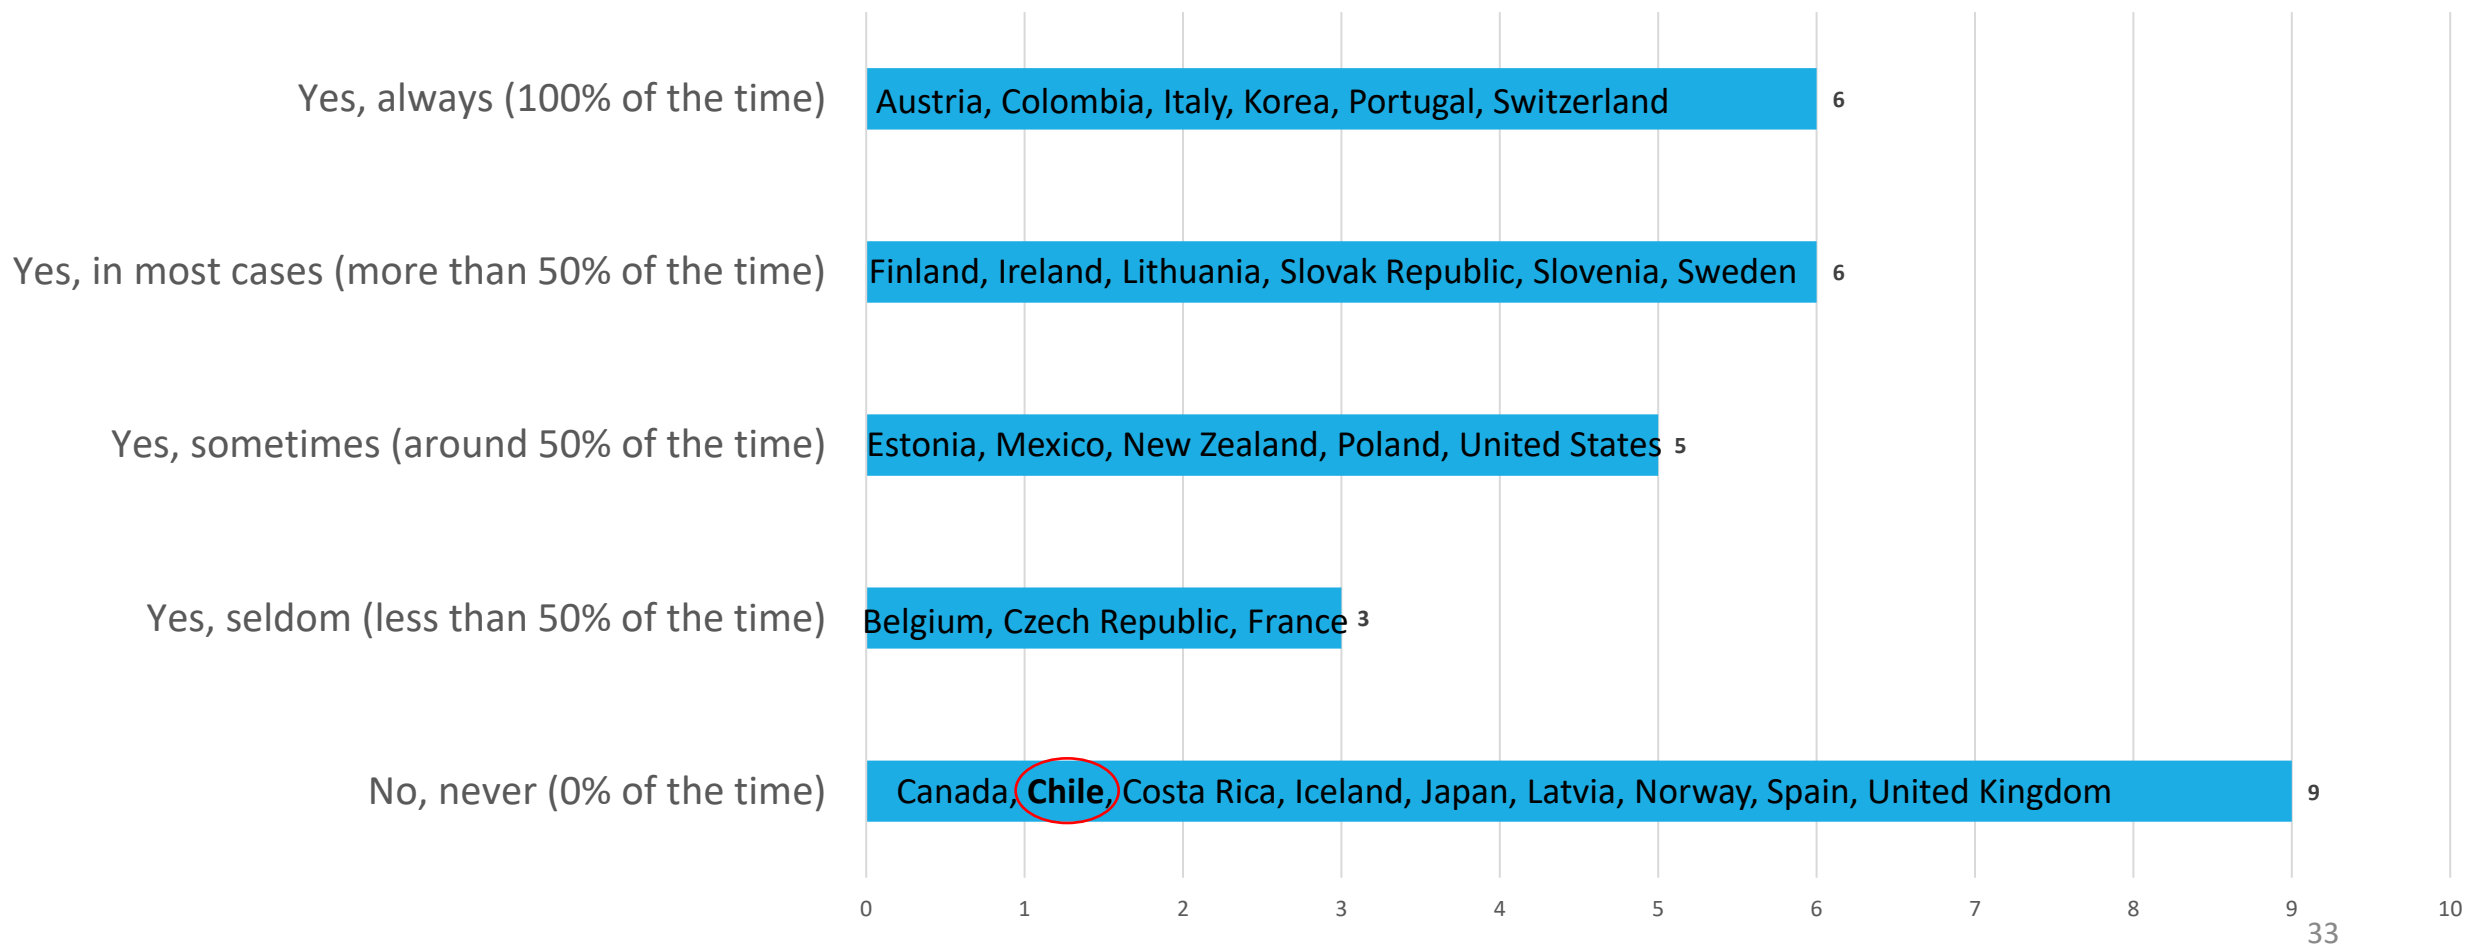 Yes, always (100% of the time)
Austria, Colombia, Italy, Korea, Portugal, Switzerland
6
Yes, in most cases (more than 50% of the time)
Finland, Ireland, Lithuania, Slovak Republic, Slovenia, Sweden
6
Yes, sometimes (around 50% of the time)
Estonia, Mexico, New Zealand, Poland, United States
5
Yes, seldom (less than 50% of the time)
Belgium, Czech Republic, France
3
No, never (0% of the time)
Canada, Chile, Costa Rica, Iceland, Japan, Latvia, Norway, Spain, United Kingdom
9
0 1 2 3 4 5 6 7 8 9 10
33